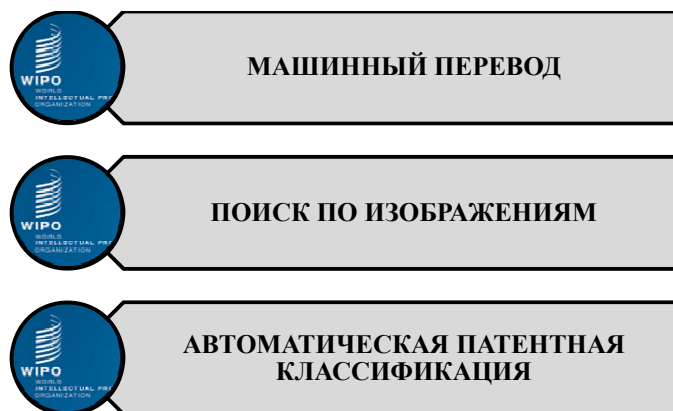 WIPO
WORLD
INTELLECTUAL PR
ORGANIZATION
МАШИННЫЙ ПЕРЕВОД
WIPO
WORLD
INTELLECTUAL PR
ORGANIZATION
ПОИСК ПО ИЗОБРАЖЕНИЯМ
WIPO
WORLD
INTELLECTUAL PR
ORGANIZATION
АВТОМАТИЧЕСКАЯ ПАТЕНТНАЯ
КЛАССИФИКАЦИЯ